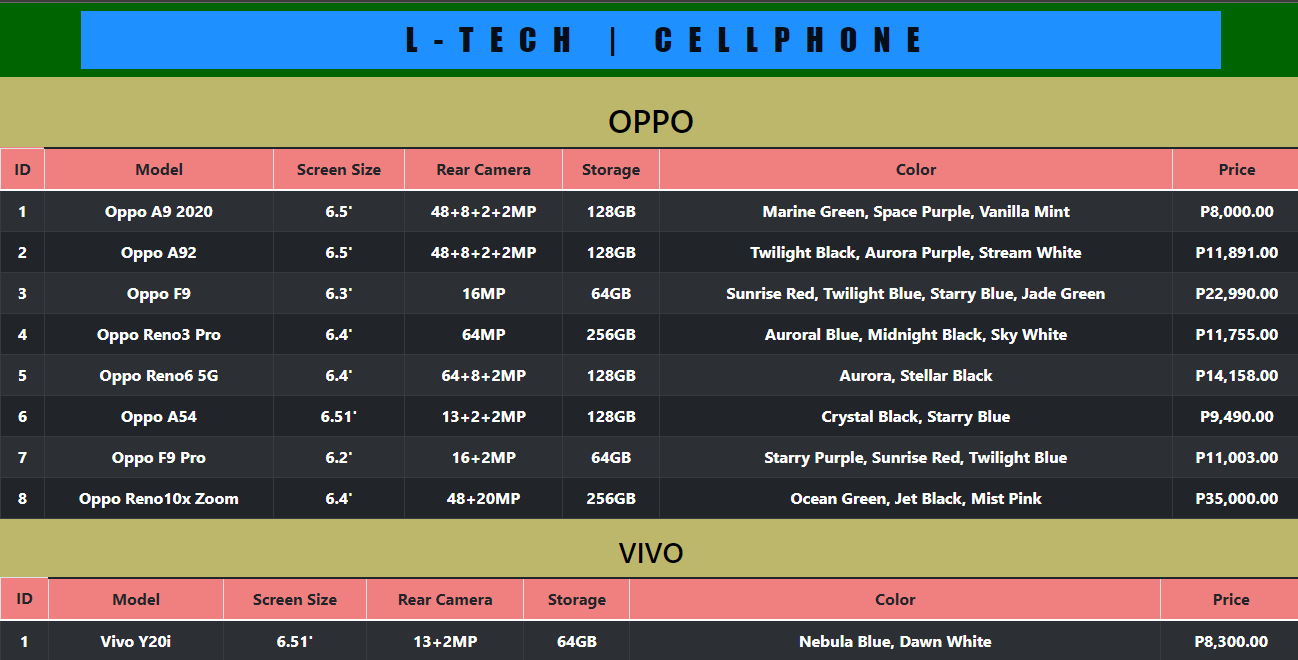 L-TECH | CELLPHONE
OPPO
ID Model Screen Size Rear Camera Storage Color Price
1 Oppo A9 2020 6.5' 48+8+2+2MP 128GB Marine Green, Space Purple, Vanilla Mint P8,000.00
2 Oppo A92 6.5' 48+8+2+2MP 128GB Twilight Black, Aurora Purple, Stream White P11,891.00
3 Oppo F9 6.3' 16MP 64GB Sunrise Red, Twilight Blue, Starry Blue, Jade Green P22,990.00
4 Oppo Reno3 Pro 6.4' 64MP 256GB Auroral Blue, Midnight Black, Sky White P11,755.00
5 Oppo Reno6 5G 6.4' 64+8+2MP 128GB Aurora, Stellar Black P14,158.00
6 Oppo A54 6.51' 13+2+2MP 128GB Crystal Black, Starry Blue P9,490.00
7 Oppo F9 Pro 6.2' 16+2MP 64GB Starry Purple, Sunrise Red, Twilight Blue P11,003.00
8 Oppo Reno10x Zoom 6.4' 48+20MP 256GB Ocean Green, Jet Black, Mist Pink P35,000.00
VIVO
ID Model Screen Size Rear Camera Storage Color Price
1 Vivo Y20i 6.51' 13+2MP 64GB Nebula Blue, Dawn White P8,300.00